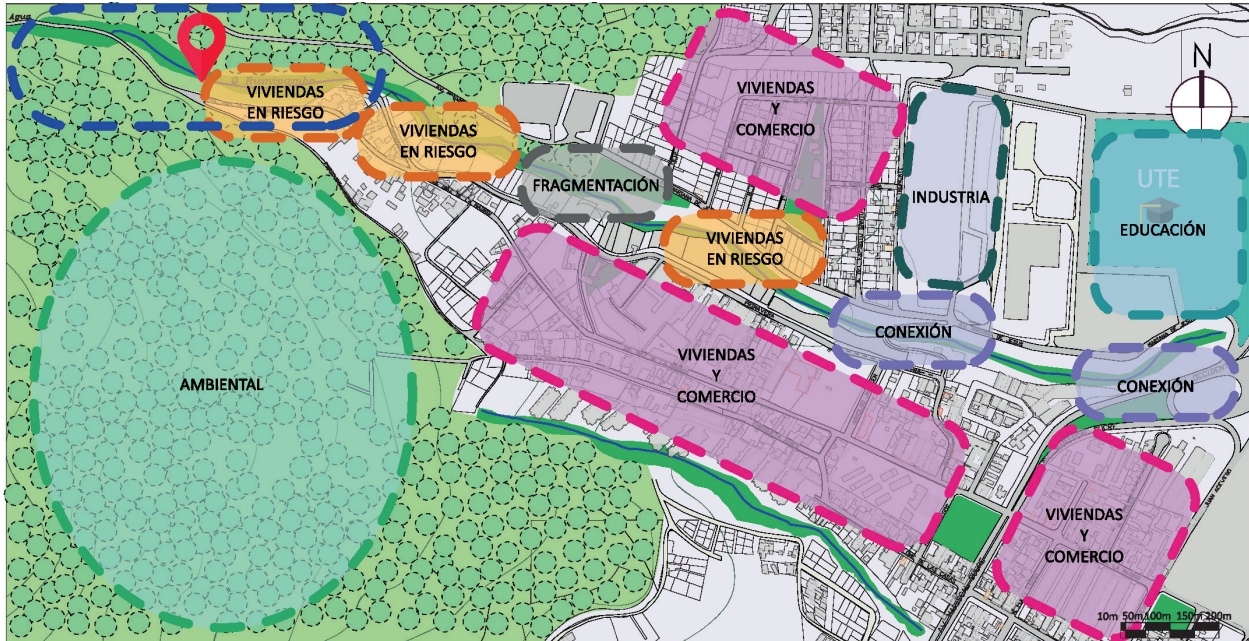 Agua
N
VIVIENDAS
EN RIESGO
VIVIENDAS
EN RIESGO
VIVIENDAS
Y
COMERCIO
FRAGMENTACIÓN
INDUSTRIA
UTE
EDUCACIÓN
VIVIENDAS
EN RIESGO
CONEXIÓN
VIVIENDAS
Y
COMERCIO
CONEXIÓN
AMBIENTAL
VIVIENDAS
Y
COMERCIO
10m 50m 100m 150m 200m